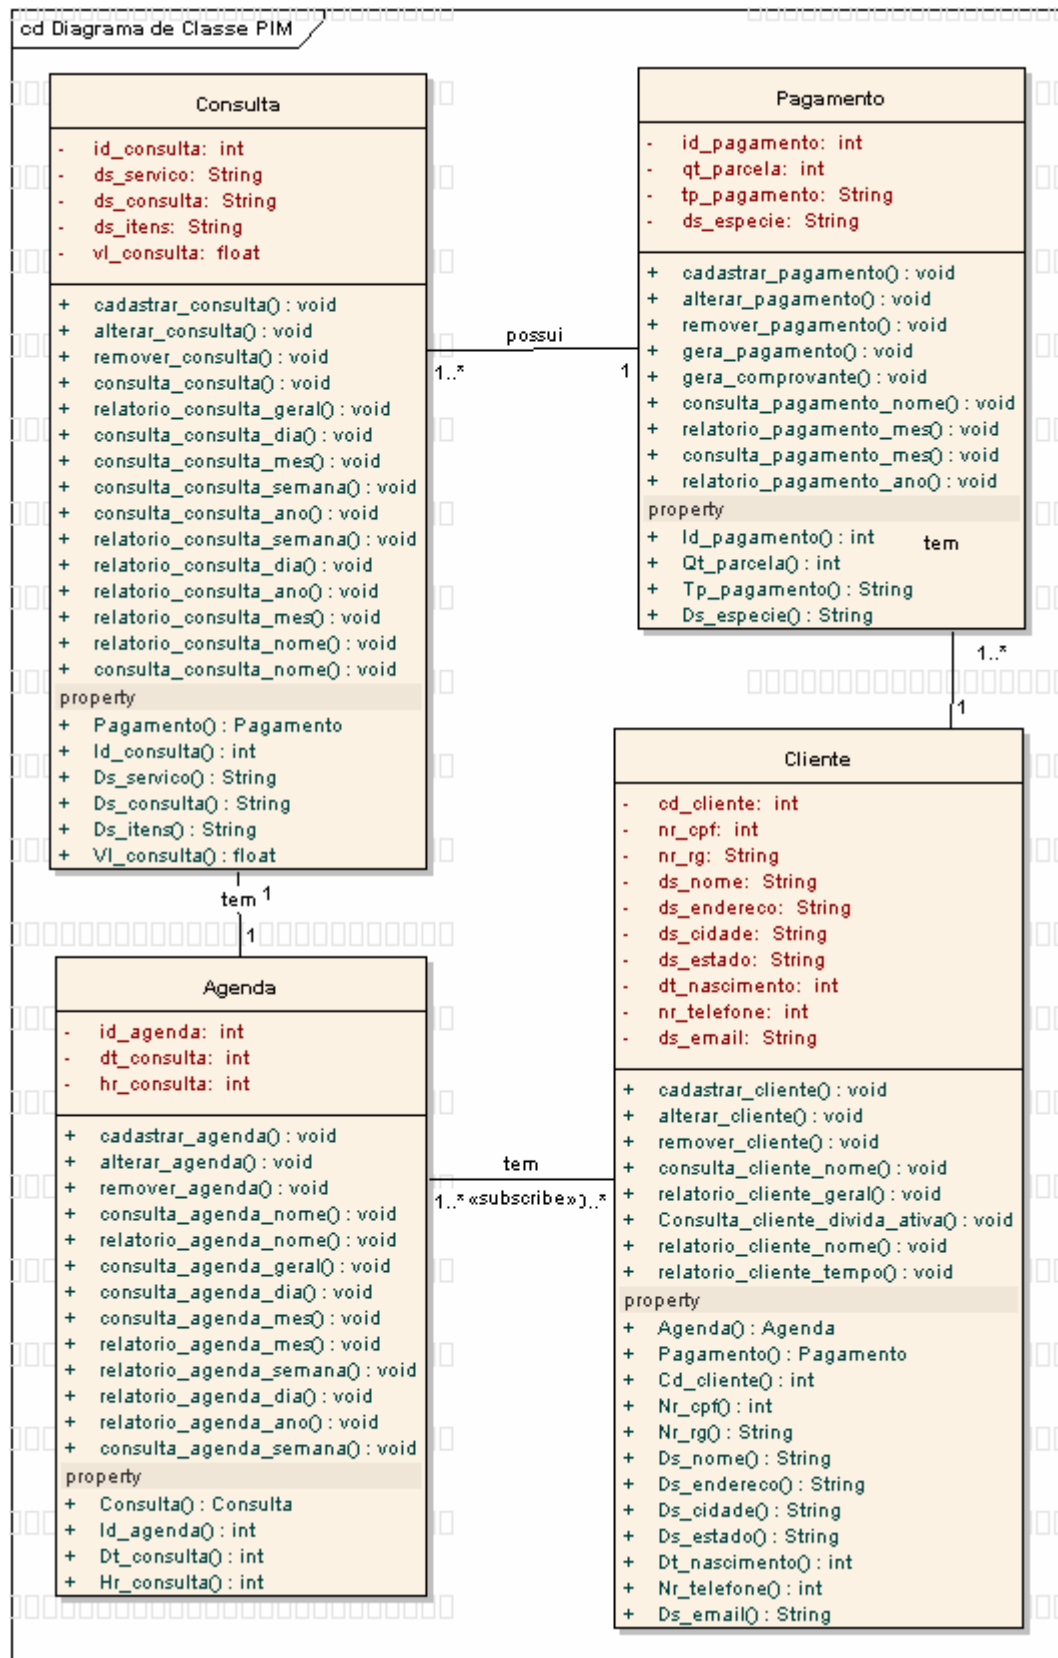 cd Diagrama de Classe PIM
Consulta
- id_consulta: int
- ds_servico: String
- ds_consulta: String
- ds_itens: String
- vl_consulta: float
+ cadastrar_consulta() : void
+ alterar_consulta() : void
+ remover_consulta() : void
+ consulta_consulta() : void
+ relatorio_consulta_geral() : void
+ consulta_consulta_dia() : void
+ consulta_consulta_mes() : void
+ consulta_consulta_semana() : void
+ consulta_consulta_ano() : void
+ relatorio_consulta_semana() : void
+ relatorio_consulta_dia() : void
+ relatorio_consulta_ano() : void
+ relatorio_consulta_mes() : void
+ relatorio_consulta_nome() : void
+ consulta_consulta_nome() : void
property
+ Pagamento() : Pagamento
+ Id_consulta() : int
+ Ds_servico() : String
+ Ds_consulta() : String
+ Ds_itens() : String
+ Vl_consulta() : float
possui
1..* 1
Pagamento
- id_pagamento: int
- qt_parcela: int
- tp_pagamento: String
- ds_especie: String
+ cadastrar_pagamento() : void
+ alterar_pagamento() : void
+ remover_pagamento() : void
+ gera_pagamento() : void
+ gera_comprovante() : void
+ consulta_pagamento_nome() : void
+ relatorio_pagamento_mes() : void
+ consulta_pagamento_mes() : void
+ relatorio_pagamento_ano() : void
property
+ Id_pagamento() : int
+ Qt_parcela() : int
+ Tp_pagamento() : String
+ Ds_especie() : String
tem
1..*
1
tem 1
1
Agenda
- id_agenda: int
- dt_consulta: int
- hr_consulta: int
+ cadastrar_agenda() : void
+ alterar_agenda() : void
+ remover_agenda() : void
+ consulta_agenda_nome() : void
+ relatorio_agenda_nome() : void
+ consulta_agenda_geral() : void
+ consulta_agenda_dia() : void
+ consulta_agenda_mes() : void
+ relatorio_agenda_mes() : void
+ relatorio_agenda_semana() : void
+ relatorio_agenda_dia() : void
+ relatorio_agenda_ano() : void
+ consulta_agenda_semana() : void
property
+ Consulta() : Consulta
+ Id_agenda() : int
+ Dt_consulta() : int
+ Hr_consulta() : int
tem
1..* «subscribe» ..*
Cliente
- cd_cliente: int
- nr_cpf: int
- nr_rg: String
- ds_nome: String
- ds_endereco: String
- ds_cidade: String
- ds_estado: String
- dt_nascimento: int
- nr_telefone: int
- ds_email: String
+ cadastrar_cliente() : void
+ alterar_cliente() : void
+ remover_cliente() : void
+ consulta_cliente_nome() : void
+ relatorio_cliente_geral() : void
+ Consulta_cliente_divida_ativa() : void
+ relatorio_cliente_nome() : void
+ relatorio_cliente_tempo() : void
property
+ Agenda() : Agenda
+ Pagamento() : Pagamento
+ Cd_cliente() : int
+ Nr_cpf() : int
+ Nr_rg() : String
+ Ds_nome() : String
+ Ds_endereco() : String
+ Ds_cidade() : String
+ Ds_estado() : String
+ Dt_nascimento() : int
+ Nr_telefone() : int
+ Ds_email() : String